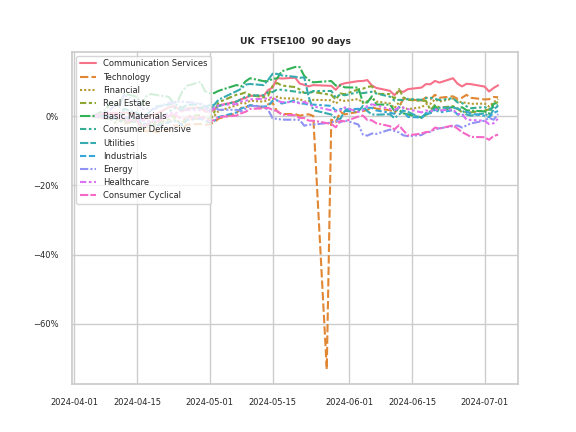 UK FTSE100 90 days
Communication Services
Technology
Financial
Real Estate
Basic Materials
Consumer Defensive
Utilities
Industrials
Energy
Healthcare
Consumer Cyclical
0%
−20%
−40%
−60%
2024-04-01 2024-04-15 2024-05-01 2024-05-15 2024-06-01 2024-06-15 2024-07-01